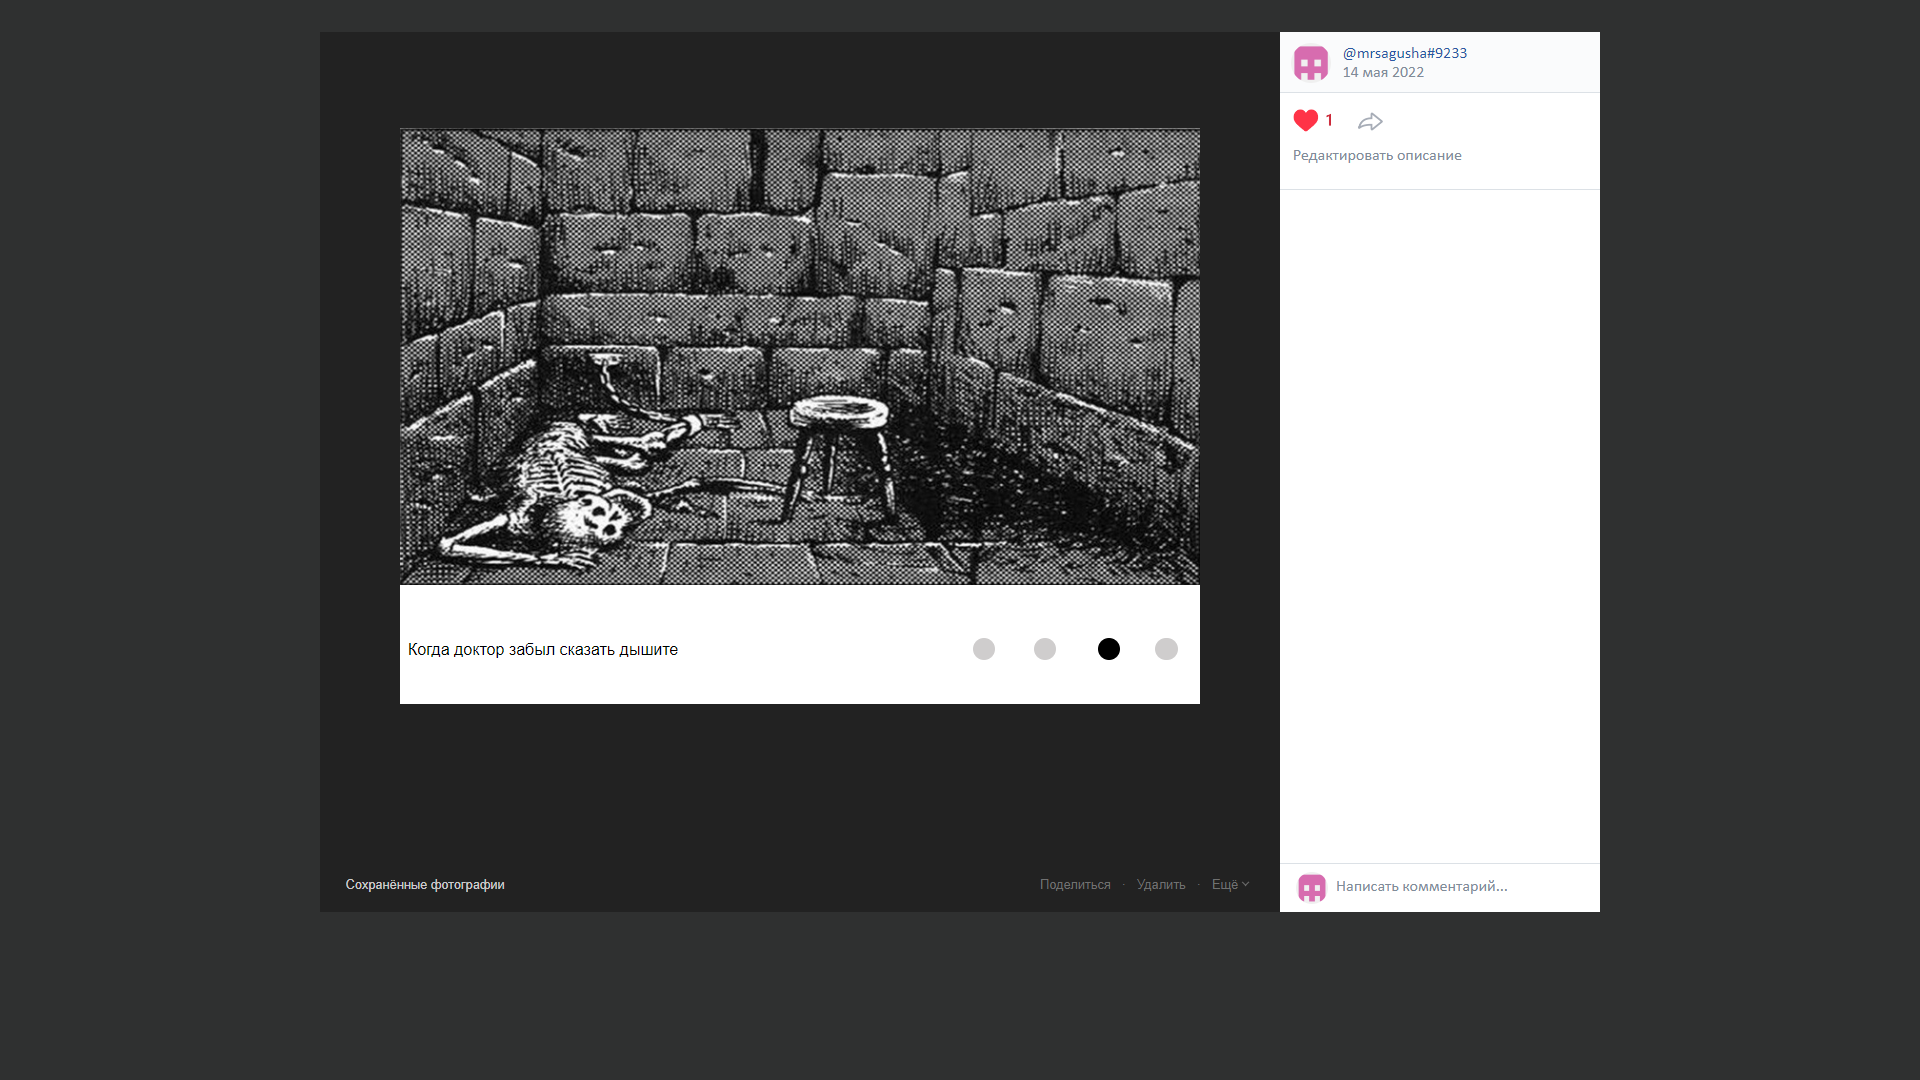 @mrsagusha#9233
14 мая 2022
1
Редактировать описание
Когда доктор забыл сказать дышите
Сохранённые фотографии
Поделиться · Удалить · Ещё
Написать комментарий...